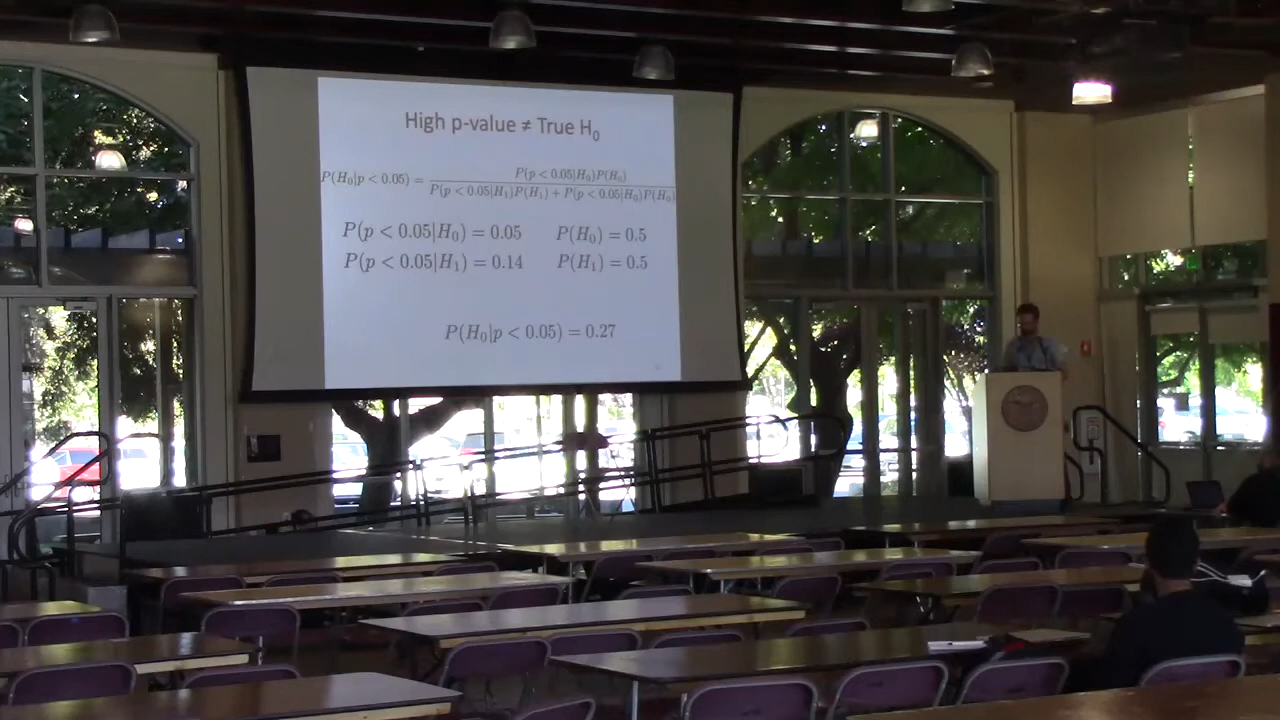 High p-value ≠ True H₀
P(H₀|p < 0.05) = P(p < 0.05|H₀)P(H₀) / P(p < 0.05|H₁)P(H₁) + P(p < 0.05|H₀)P(H₀)
P(p < 0.05|H₀) = 0.05 P(H₀) = 0.5
P(p < 0.05|H₁) = 0.14 P(H₁) = 0.5
P(H₀|p < 0.05) = 0.27